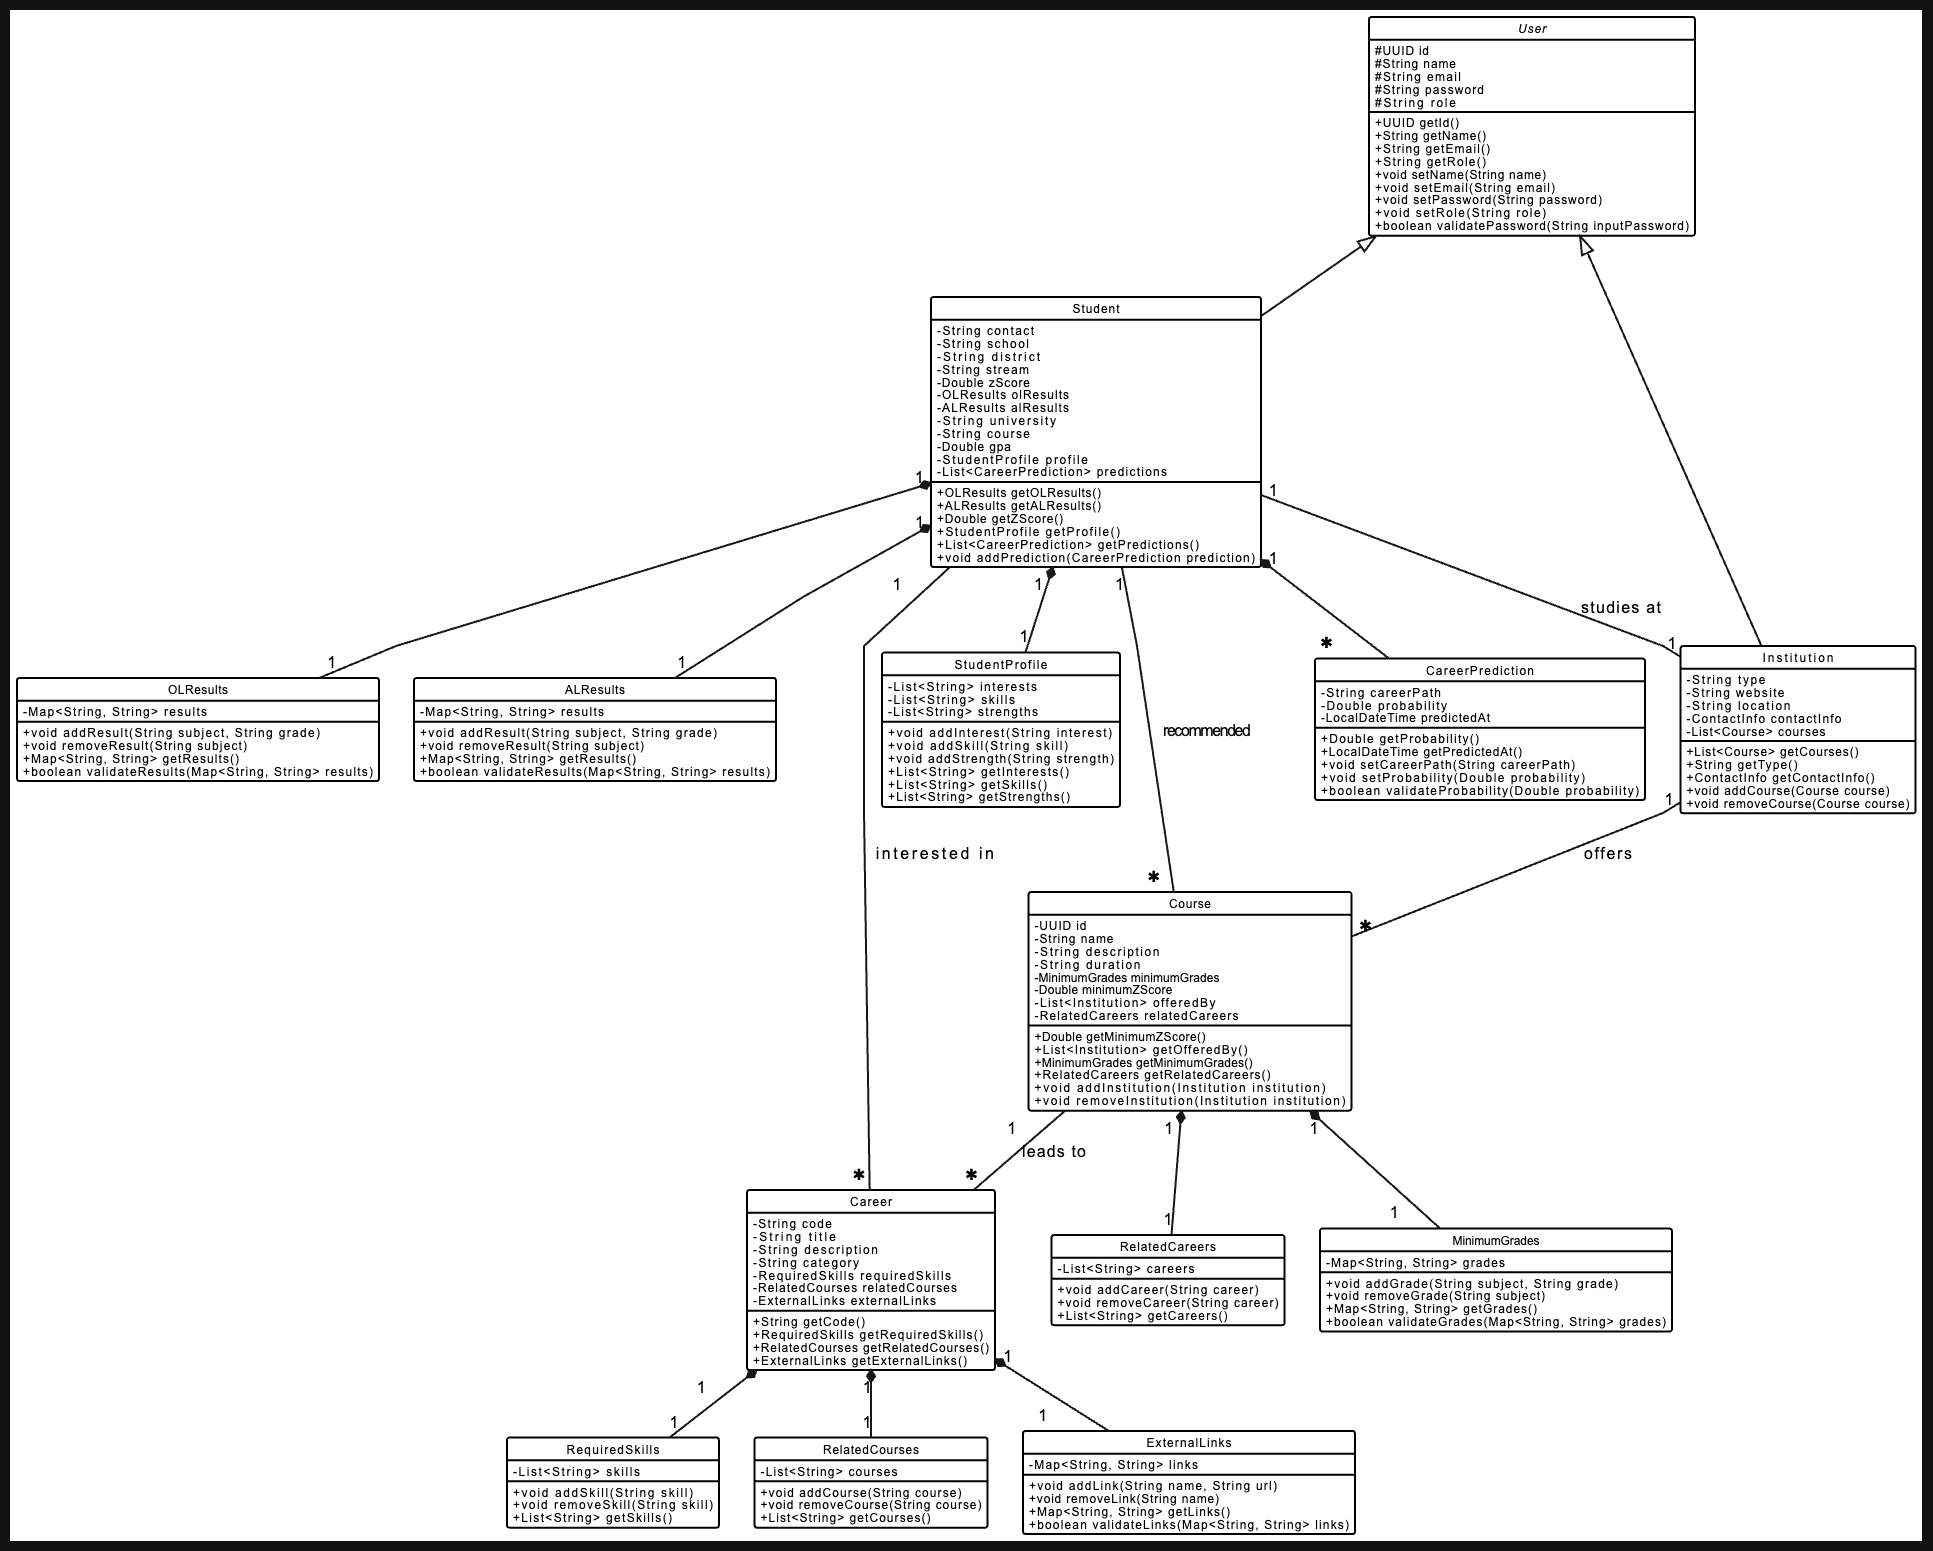 User
#UUID id
#String name
#String email
#String password
#String role
+UUID getId()
+String getName()
+String getEmail()
+String getRole()
+void setName(String name)
+void setEmail(String email)
+void setPassword(String password)
+void setRole(String role)
+boolean validatePassword(String inputPassword)
Student
-String contact
-String school
-String district
-String stream
-Double zScore
-OLResults olResults
-ALResults alResults
-String university
-String course
-Double gpa
-StudentProfile profile
-List<CareerPrediction> predictions
+OLResults getOLResults()
+ALResults getALResults()
+Double getZScore()
+StudentProfile getProfile()
+List<CareerPrediction> getPredictions()
+void addPrediction(CareerPrediction prediction)
1
1
1
1
1
1
1
studies at
1
1
1
1
*
OLResults
-Map<String, String> results
+void addResult(String subject, String grade)
+void removeResult(String subject)
+Map<String, String> getResults()
+boolean validateResults(Map<String, String> results)
ALResults
-Map<String, String> results
+void addResult(String subject, String grade)
+void removeResult(String subject)
+Map<String, String> getResults()
+boolean validateResults(Map<String, String> results)
StudentProfile
-List<String> interests
-List<String> skills
-List<String> strengths
+void addInterest(String interest)
+void addSkill(String skill)
+void addStrength(String strength)
+List<String> getInterests()
+List<String> getSkills()
+List<String> getStrengths()
recommended
CareerPrediction
-String careerPath
-Double probability
-LocalDateTime predictedAt
+Double getProbability()
+LocalDateTime getPredictedAt()
+void setCareerPath(String careerPath)
+void setProbability(Double probability)
+boolean validateProbability(Double probability)
Institution
-String type
-String website
-String location
-ContactInfo contactInfo
-List<Course> courses
+List<Course> getCourses()
+String getType()
+ContactInfo getContactInfo()
+void addCourse(Course course)
+void removeCourse(Course course)
1
interested in
offers
*
*
Course
-UUID id
-String name
-String description
-String duration
-MinimumGrades minimumGrades
-Double minimumZScore
-List<Institution> offeredBy
-RelatedCareers relatedCareers
+Double getMinimumZScore()
+List<Institution> getOfferedBy()
+MinimumGrades getMinimumGrades()
+RelatedCareers getRelatedCareers()
+void addInstitution(Institution institution)
+void removeInstitution(Institution institution)
1
1
1
leads to
*
*
1
1
Career
-String code
-String title
-String description
-String category
-RequiredSkills requiredSkills
-RelatedCourses relatedCourses
-ExternalLinks externalLinks
+String getCode()
+RequiredSkills getRequiredSkills()
+RelatedCourses getRelatedCourses()
+ExternalLinks getExternalLinks()
RelatedCareers
-List<String> careers
+void addCareer(String career)
+void removeCareer(String career)
+List<String> getCareers()
MinimumGrades
-Map<String, String> grades
+void addGrade(String subject, String grade)
+void removeGrade(String subject)
+Map<String, String> getGrades()
+boolean validateGrades(Map<String, String> grades)
1
1
1
1
1
1
RequiredSkills
-List<String> skills
+void addSkill(String skill)
+void removeSkill(String skill)
+List<String> getSkills()
RelatedCourses
-List<String> courses
+void addCourse(String course)
+void removeCourse(String course)
+List<String> getCourses()
ExternalLinks
-Map<String, String> links
+void addLink(String name, String url)
+void removeLink(String name)
+Map<String, String> getLinks()
+boolean validateLinks(Map<String, String> links)